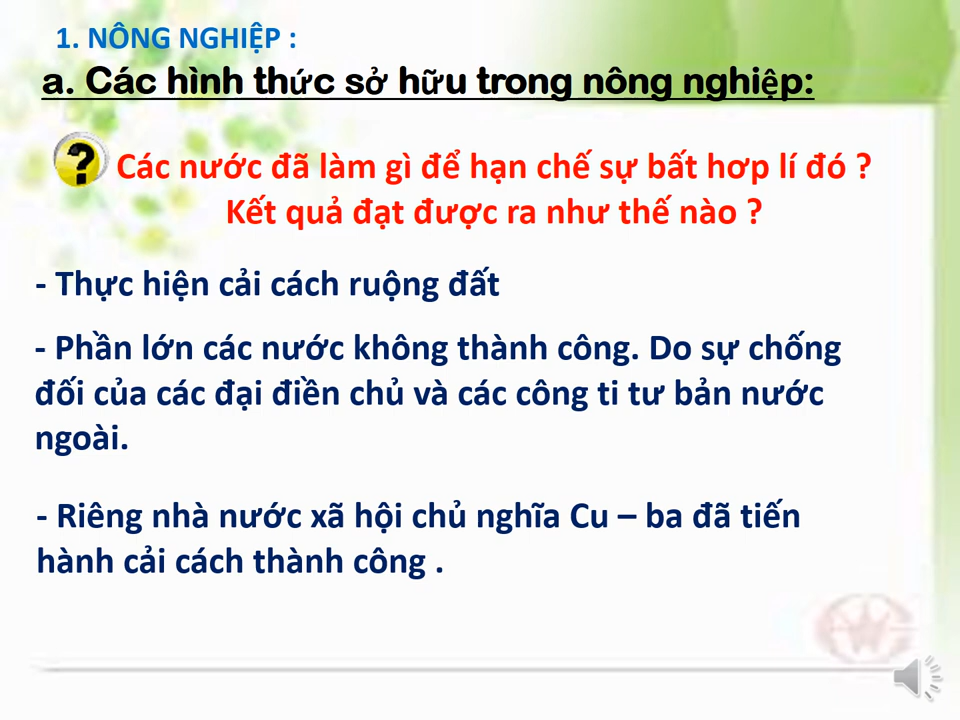 1. NÔNG NGHIỆP :
a. Các hình thức sở hữu trong nông nghiệp:
? Các nước đã làm gì để hạn chế sự bất hơp lí đó ?
Kết quả đạt được ra như thế nào ?
- Thực hiện cải cách ruộng đất
- Phần lớn các nước không thành công. Do sự chống
đối của các đại điền chủ và các công ti tư bản nước
ngoài.
- Riêng nhà nước xã hội chủ nghĩa Cu – ba đã tiến
hành cải cách thành công .